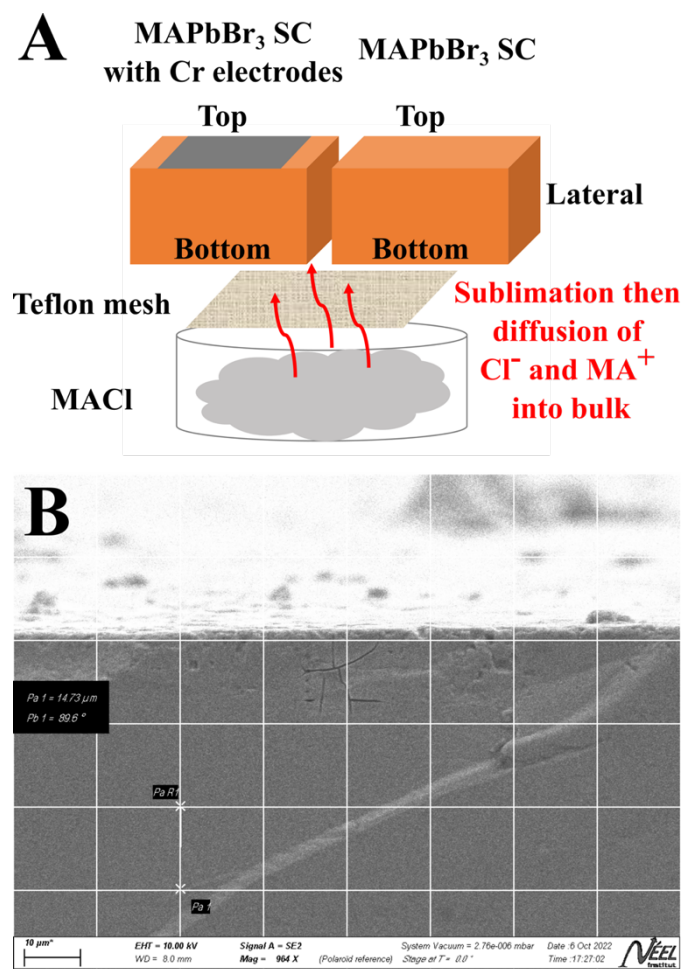 A
MAPbBr₃ SC
with Cr electrodes
MAPbBr₃ SC
Top
Top
Lateral
Bottom
Bottom
Teflon mesh
Sublimation then
diffusion of
Cl⁻ and MA⁺
into bulk
MACl
B
Pa 1 = 14.73 µm
Pb 1 = 89.6 °
Pa R1
Pa 1
10 µm*
EHT = 10.00 kV
Signal A = SE2
System Vacuum = 2.76e-006 mbar
Date :6 Oct 2022
WD = 8.0 mm
Mag = 964 X
(Polaroid reference)
Stage at T = 0.0 °
Time :17:27:02
NÉEL
institut